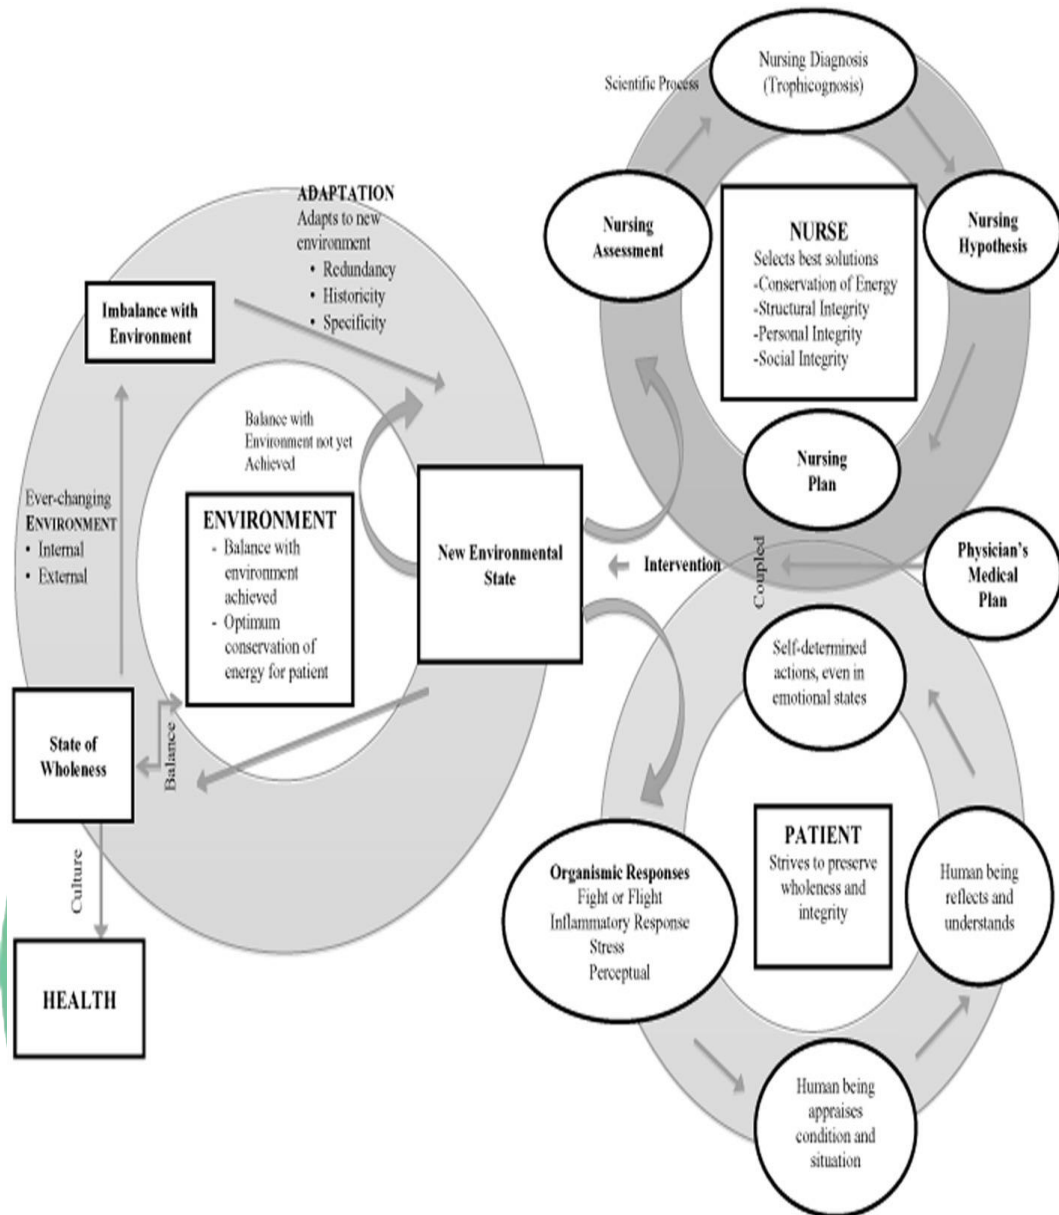 Nursing Diagnosis
(Trophicognosis)
Scientific Process
Nursing
Assessment
NURSE
Selects best solutions
-Conservation of Energy
-Structural Integrity
-Personal Integrity
-Social Integrity
Nursing
Hypothesis
Nursing
Plan
ADAPTATION
Adapts to new
environment
• Redundancy
• Historicity
• Specificity
Imbalance with
Environment
Balance with
Environment not yet
Achieved
Ever-changing
ENVIRONMENT
• Internal
• External
ENVIRONMENT
- Balance with
environment
achieved
- Optimum
conservation of
energy for patient
New Environmental
State
Intervention
Coupled
Physician's
Medical
Plan
State of
Wholeness
Balance
Culture
HEALTH
Self-determined
actions, even in
emotional states
PATIENT
Strives to preserve
wholeness and
integrity
Organismic Responses
Fight or Flight
Inflammatory Response
Stress
Perceptual
Human being
reflects and
understands
Human being
appraises
condition and
situation